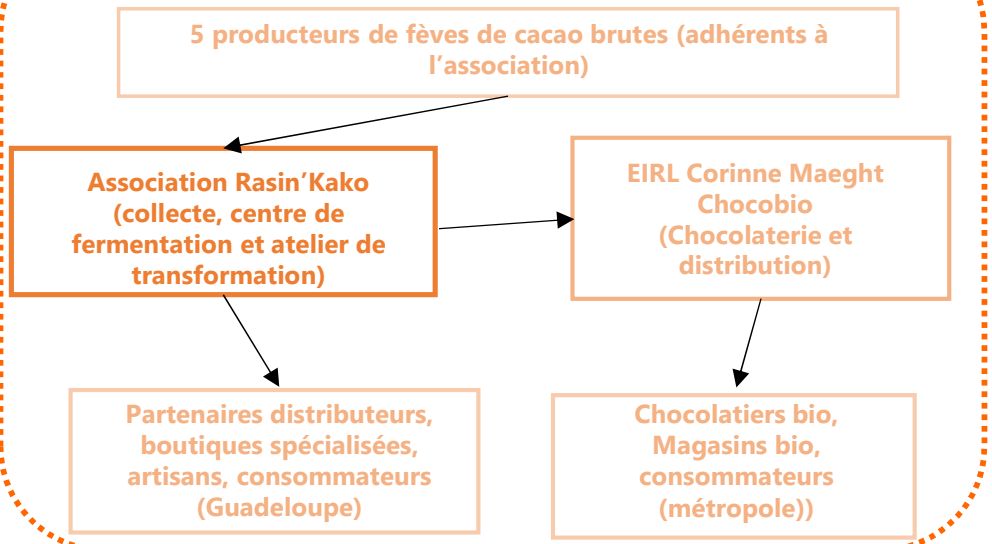 5 producteurs de fèves de cacao brutes (adhérents à
l’association)
Association Rasin’Kako
(collecte, centre de
fermentation et atelier de
transformation)
EIRL Corinne Maeght
Chocobio
(Chocolaterie et
distribution)
Partenaires distributeurs,
boutiques spécialisées,
artisans, consommateurs
(Guadeloupe)
Chocolatiers bio,
Magasins bio,
consommateurs
(métropole))